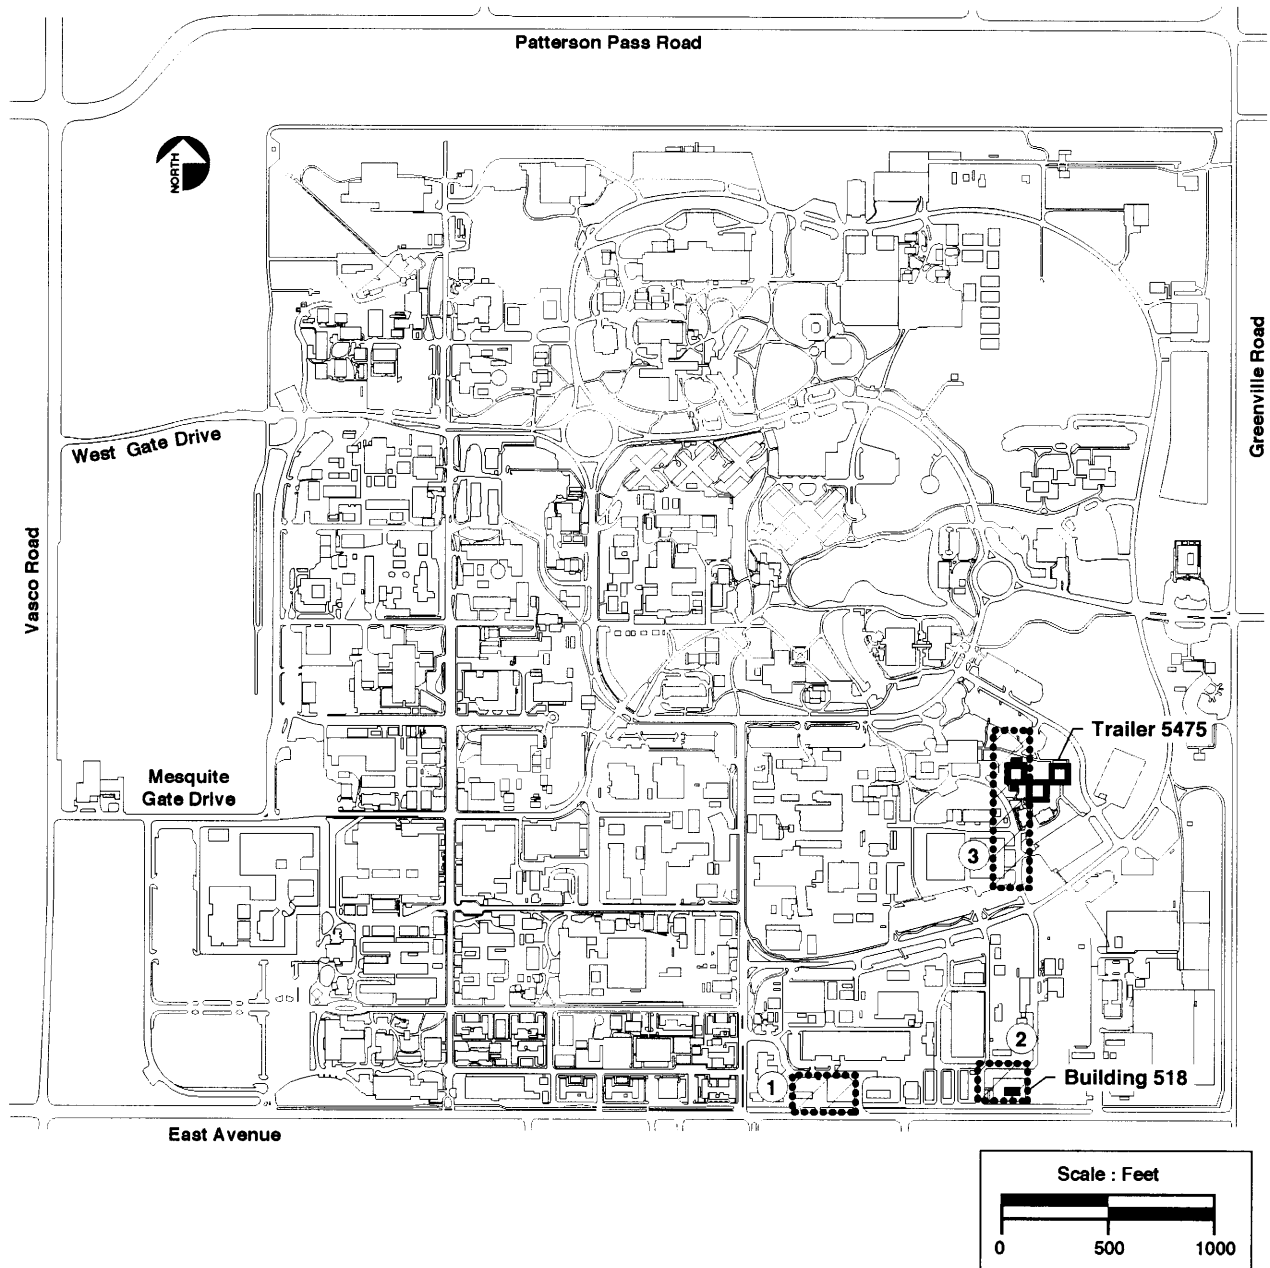 Patterson Pass Road
NORTH
Greenville Road
West Gate Drive
Vasco Road
Trailer 5475
Mesquite
Gate Drive
3
2
1
Building 518
East Avenue
Scale : Feet
0 500 1000